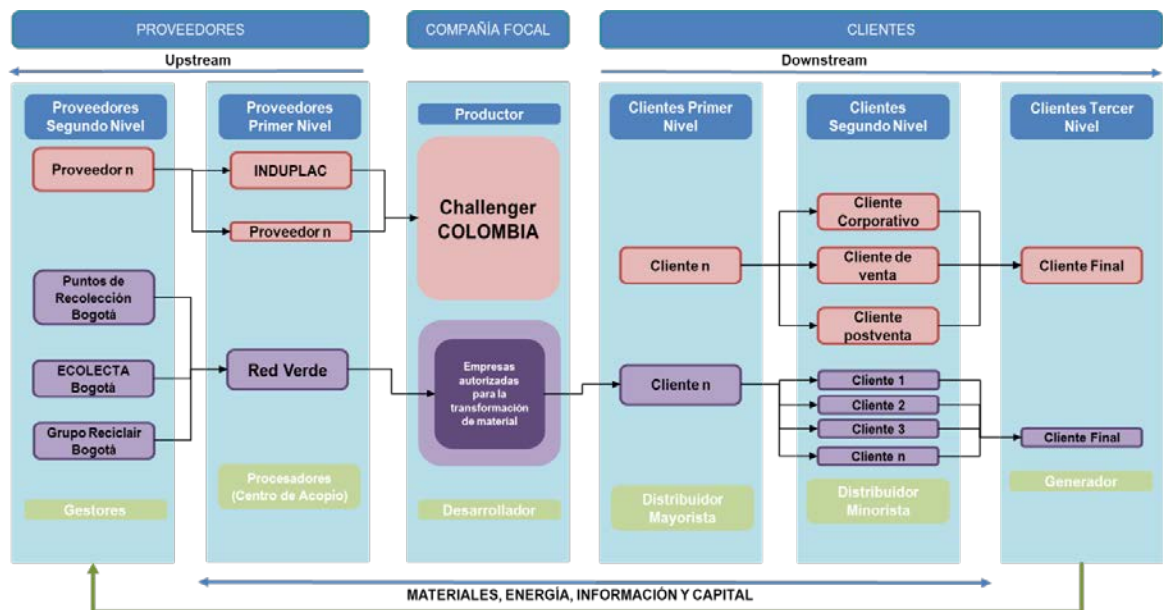 PROVEEDORES
COMPAÑÍA FOCAL
CLIENTES
Upstream
Downstream
Proveedores
Segundo Nivel
Proveedores
Primer Nivel
Productor
Clientes Primer
Nivel
Clientes
Segundo Nivel
Clientes Tercer
Nivel
Proveedor n
INDUPLAC
Proveedor n
Challenger
COLOMBIA
Cliente n
Cliente
Corporativo
Cliente de
venta
Cliente
postventa
Cliente Final
Puntos de
Recolección
Bogotá
ECOLECTA
Bogotá
Grupo Reciclair
Bogotá
Red Verde
Empresas
autorizadas
para la
transformación
de material
Cliente n
Cliente 1
Cliente 2
Cliente 3
Cliente n
Cliente Final
Gestores
Procesadores
(Centro de Acopio)
Desarrollador
Distribuidor
Mayorista
Distribuidor
Minorista
Generador
MATERIALES, ENERGÍA, INFORMACIÓN Y CAPITAL